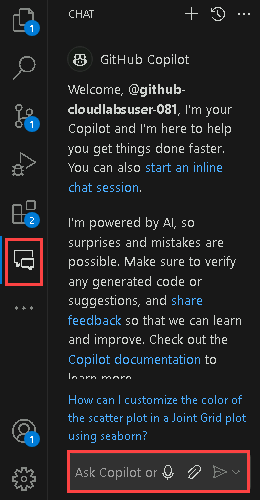 CHAT
1
GitHub Copilot
Welcome, @github-
cloudlabsuser-081, I'm your
Copilot and I'm here to help
you get things done faster.
You can also start an inline
chat session.
1
2
I'm powered by AI, so
surprises and mistakes are
possible. Make sure to verify
any generated code or
suggestions, and share
feedback so that we can learn
and improve. Check out the
Copilot documentation to
learn more.
How can I customize the color of
the scatter plot in a Joint Grid plot
using seaborn?
1
Ask Copilot or